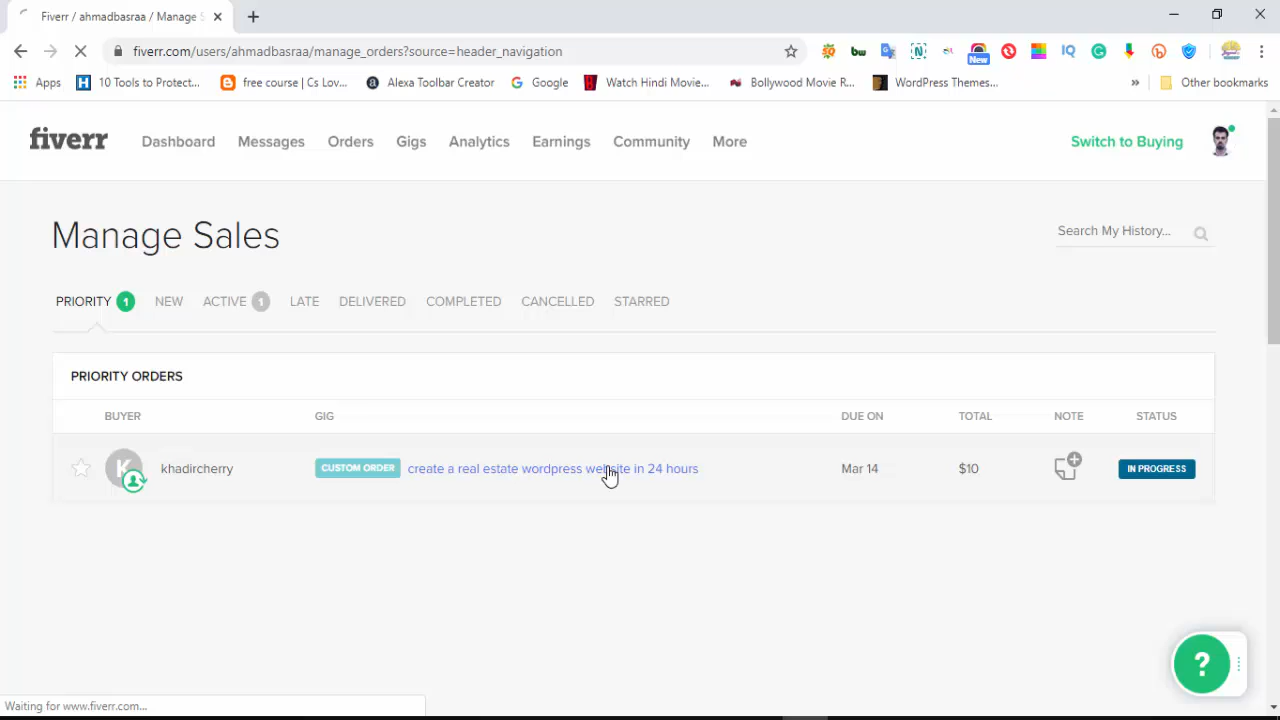 Fiverr / ahmadbasraa / Manage S
fiverr.com/users/ahmadbasraa/manage_orders?source=header_navigation
New
IQ
Apps
10 Tools to Protect...
free course | Cs Lov...
Alexa Toolbar Creator
Google
Watch Hindi Movie...
Bollywood Movie R...
WordPress Themes...
Other bookmarks
fiverr
Dashboard
Messages
Orders
Gigs
Analytics
Earnings
Community
More
Switch to Buying
Manage Sales
Search My History...
PRIORITY 1
NEW
ACTIVE 1
LATE
DELIVERED
COMPLETED
CANCELLED
STARRED
PRIORITY ORDERS
BUYER
GIG
DUE ON
TOTAL
NOTE
STATUS
K
khadircherry
CUSTOM ORDER
create a real estate wordpress website in 24 hours
Mar 14
$10
IN PROGRESS
?
Waiting for www.fiverr.com...